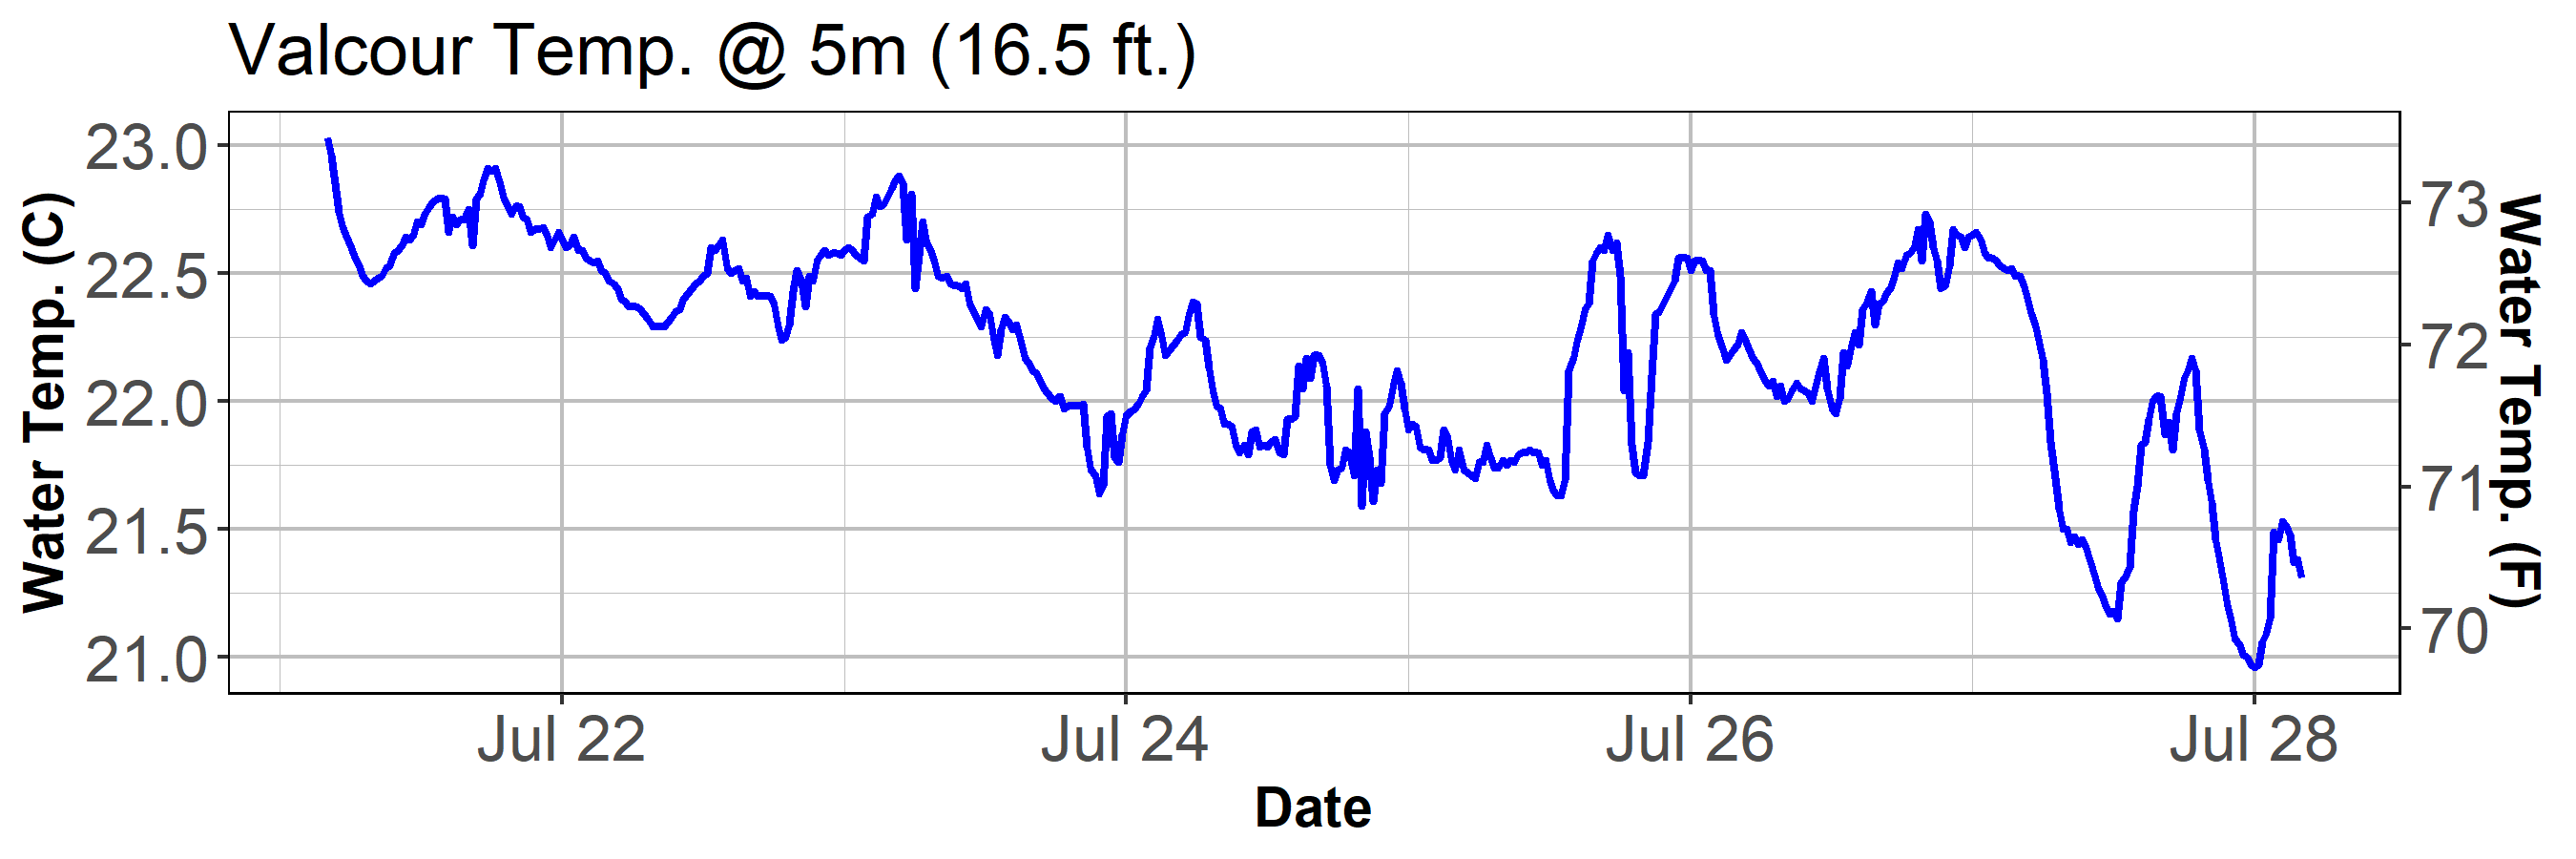 Valcour Temp. @ 5m (16.5 ft.)
Water Temp. (C)
23.0
22.5
22.0
21.5
21.0
73
72
71
70
Water Temp. (F)
Jul 22 Jul 24 Jul 26 Jul 28
Date